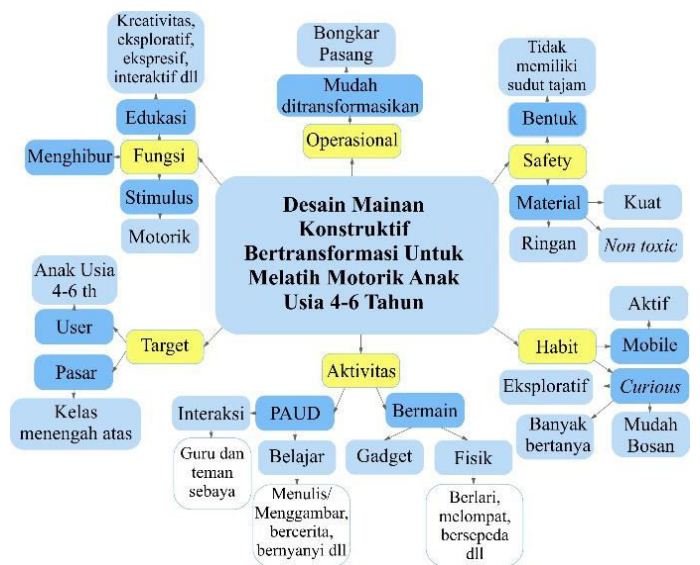 Kreativitas,
eksploratif,
ekspresif,
interaktif dll
Edukasi
Menghibur
Fungsi
Stimulus
Motorik
Bongkar
Pasang
Mudah
ditransformasikan
Operasional
Tidak
memiliki
sudut tajam
Bentuk
Safety
Material
Kuat
Ringan
Non toxic
Desain Mainan
Konstruktif
Bertransformasi Untuk
Melatih Motorik Anak
Usia 4-6 Tahun
Anak Usia
4-6 th
User
Target
Pasar
Kelas
menengah atas
Aktivitas
Interaksi
PAUD
Bermain
Guru dan
teman
sebaya
Belajar
Gadget
Fisik
Menulis/
Menggambar,
bercerita,
bernyanyi dll
Berlari,
melompat,
bersepeda
dll
Aktif
Habit
Mobile
Eksploratif
Curious
Banyak
bertanya
Mudah
Bosan